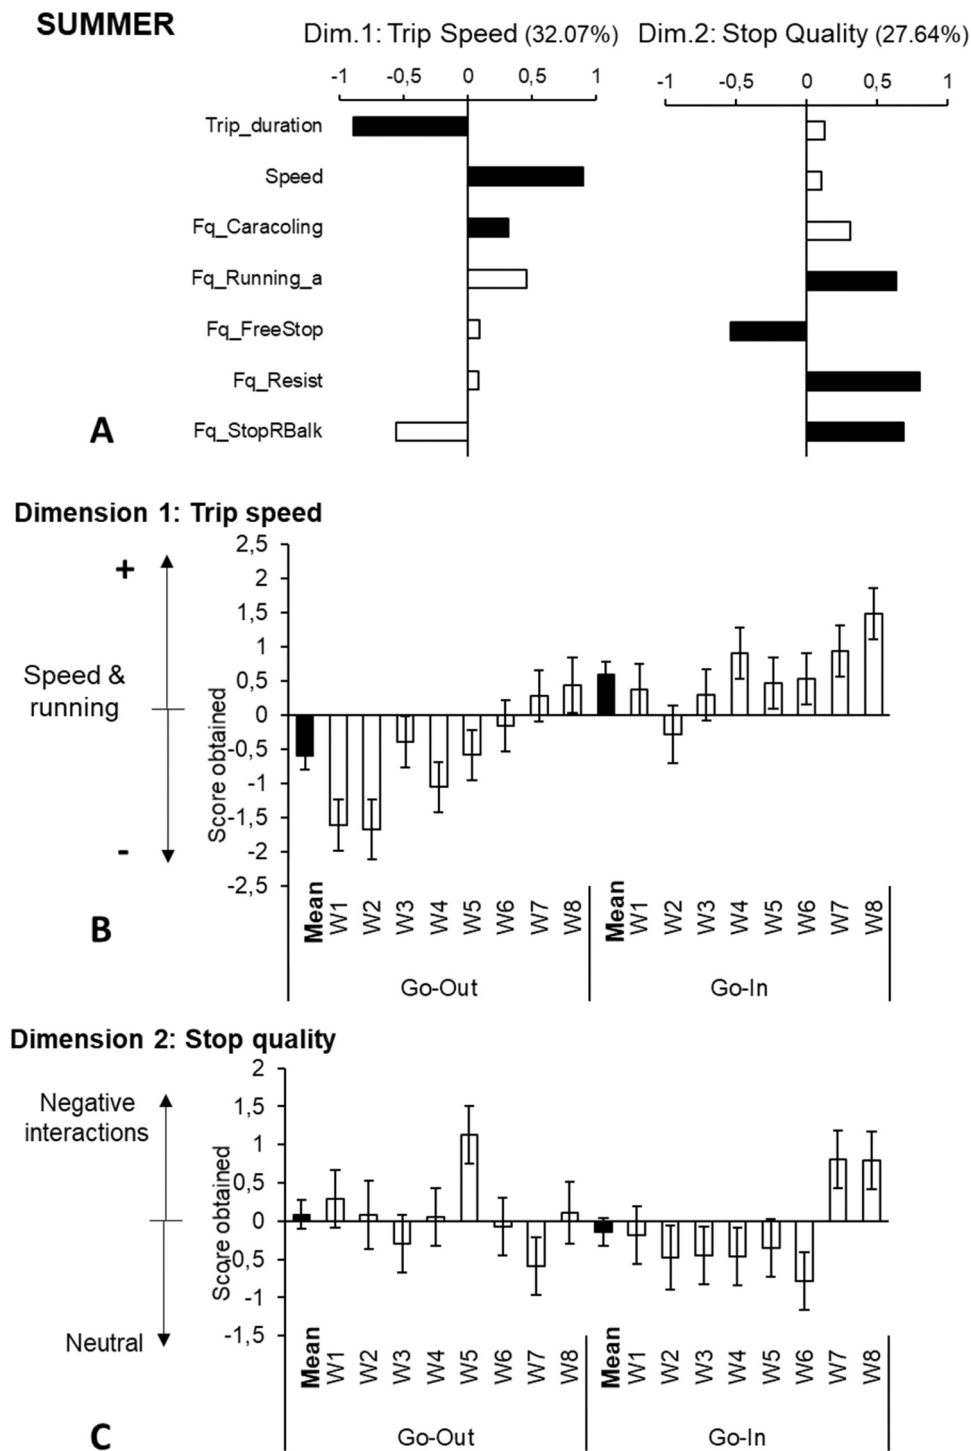 SUMMER
Dim.1: Trip Speed (32.07%) Dim.2: Stop Quality (27.64%)
-1 -0,5 0 0,5 1 -1 -0,5 0 0,5 1
Trip_duration
Speed
Fq_Caracoling
Fq_Running_a
Fq_FreeStop
Fq_Resist
Fq_StopRBalk
A
Dimension 1: Trip speed
+
Speed &
running
-
Score obtained
2,5
2
1,5
1
0,5
0
-0,5
-1
-1,5
-2
-2,5
Mean W1 W2 W3 W4 W5 W6 W7 W8 Mean W1 W2 W3 W4 W5 W6 W7 W8
B
Go-Out Go-In
Dimension 2: Stop quality
Negative
interactions
Neutral
Score obtained
2
1,5
1
0,5
0
-0,5
-1
-1,5
Mean W1 W2 W3 W4 W5 W6 W7 W8 Mean W1 W2 W3 W4 W5 W6 W7 W8
C
Go-Out Go-In